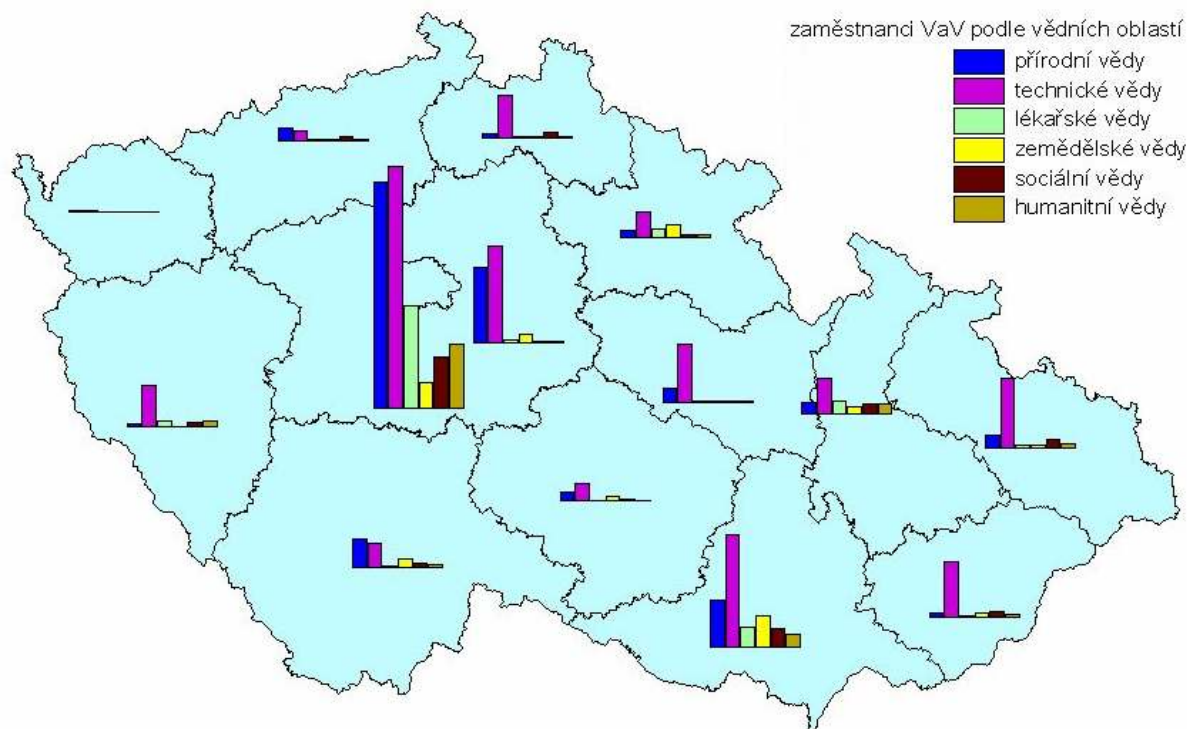 zaměstnanci VaV podle vědních oblastí
přírodní vědy
technické vědy
lékařské vědy
zemědělské vědy
sociální vědy
humanitní vědy